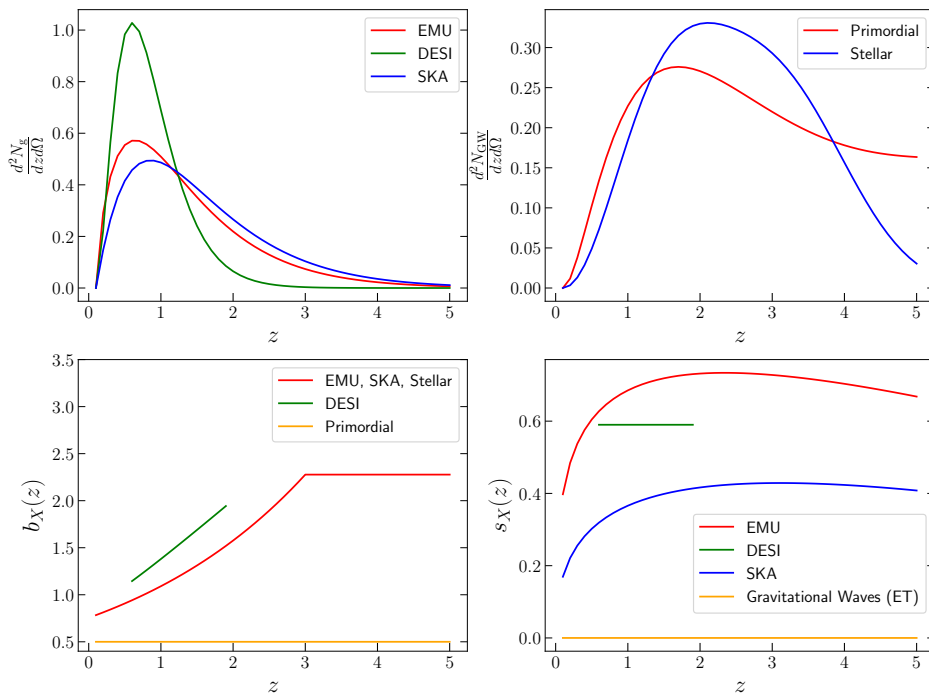 1.0
0.8
0.6
0.4
0.2
0.0
0 1 2 3 4 5
z
d²N_g/dzdΩ
EMU
DESI
SKA
0.30
0.25
0.20
0.15
0.10
0.05
0.00
0 1 2 3 4 5
z
d²N_GW/dzdΩ
Primordial
Stellar
3.5
3.0
2.5
2.0
1.5
1.0
0.5
0 1 2 3 4 5
z
b_X(z)
EMU, SKA, Stellar
DESI
Primordial
0.6
0.4
0.2
0.0
0 1 2 3 4 5
z
s_X(z)
EMU
DESI
SKA
Gravitational Waves (ET)